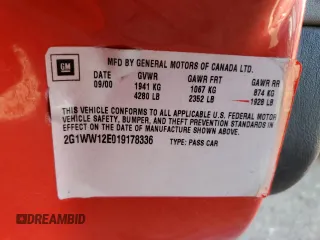 GM
MFD BY GENERAL MOTORS OF CANADA LTD.
DATE GVWR GAWR FRT GAWR RR
09/00 1941 KG 1067 KG 874 KG
4280 LB 2352 LB 1928 LB
THIS VEHICLE CONFORMS TO ALL APPLICABLE U.S. FEDERAL MOTOR
VEHICLE SAFETY, BUMPER, AND THEFT PREVENTION STANDARDS IN
EFFECT ON THE DATE OF MANUFACTURE SHOWN ABOVE.
2G1WW12E019178336 TYPE: PASS CAR
AUTOBIDMASTER